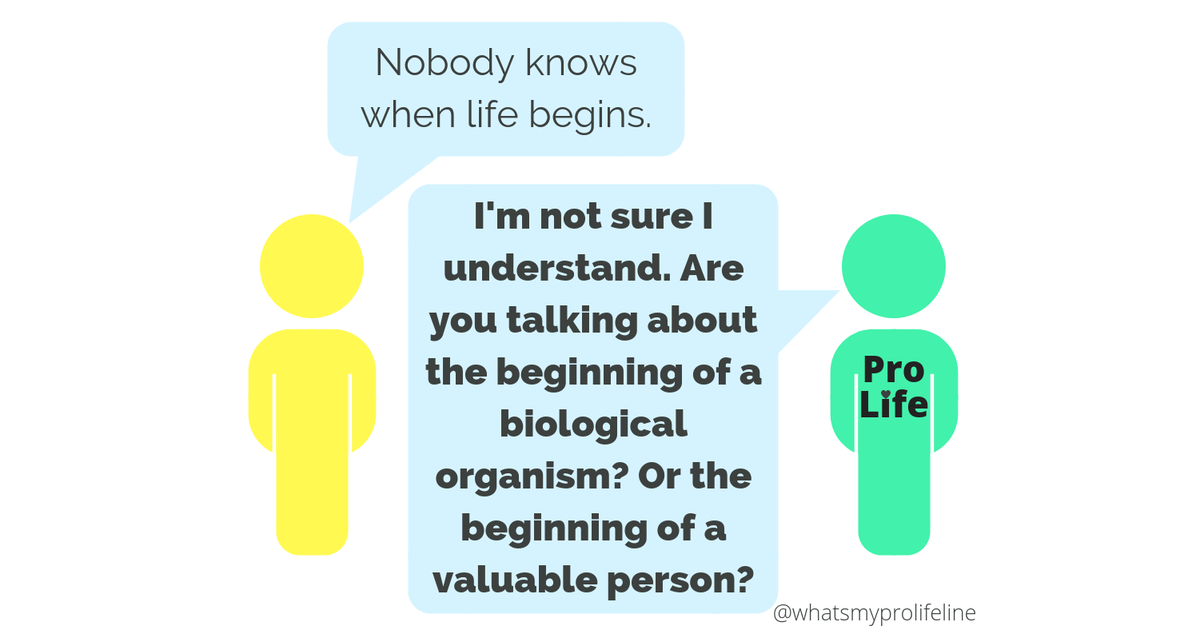 Nobody knows
when life begins.
I'm not sure I
understand. Are
you talking about
the beginning of a
biological
organism? Or the
beginning of a
valuable person?
Pro
Life
@whatsmyprolifeline